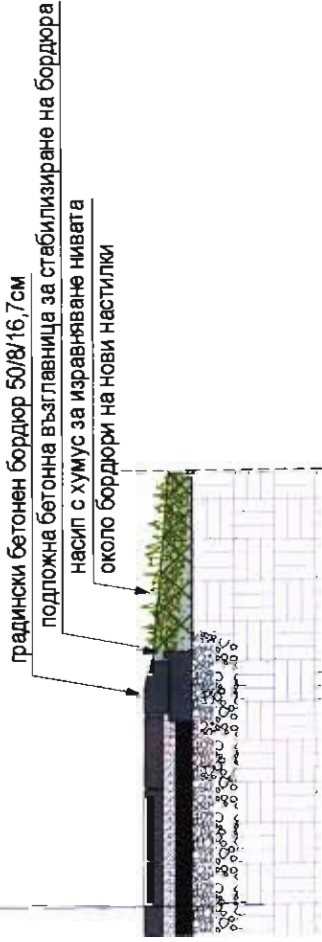 градински бетонен бордюр 50/8/16,7см
подложна бетонна възглавница за стабилизиране на бордюра
насип с хумус за изравняване нивата
около бордюри на нови настилки